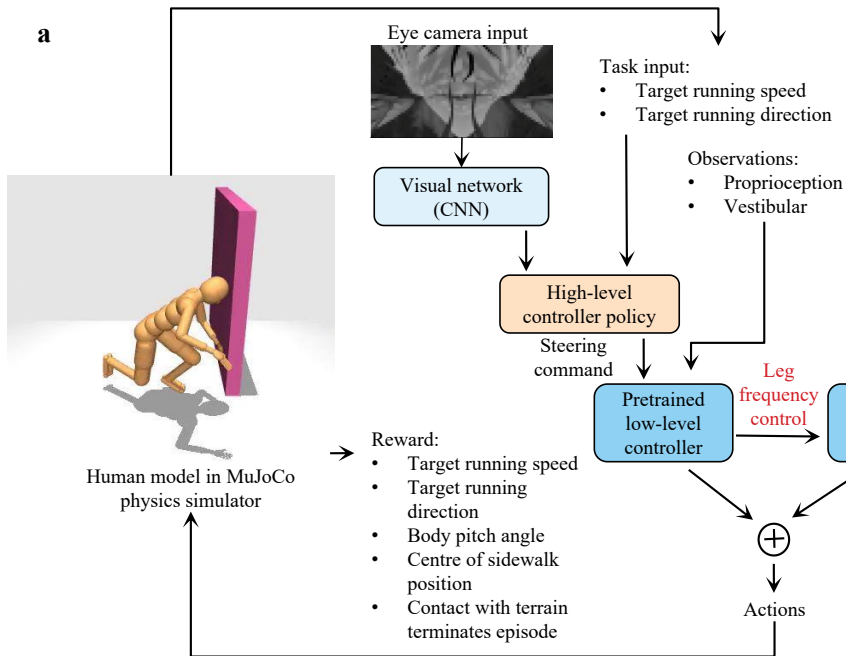 a
Eye camera input
Task input:
• Target running speed
• Target running direction
Observations:
• Proprioception
• Vestibular
Visual network
(CNN)
High-level
controller policy
Steering
command
Pretrained
low-level
controller
Leg
frequency
control
Human model in MuJoCo
physics simulator
Reward:
• Target running speed
• Target running
direction
• Body pitch angle
• Centre of sidewalk
position
• Contact with terrain
terminates episode
Actions